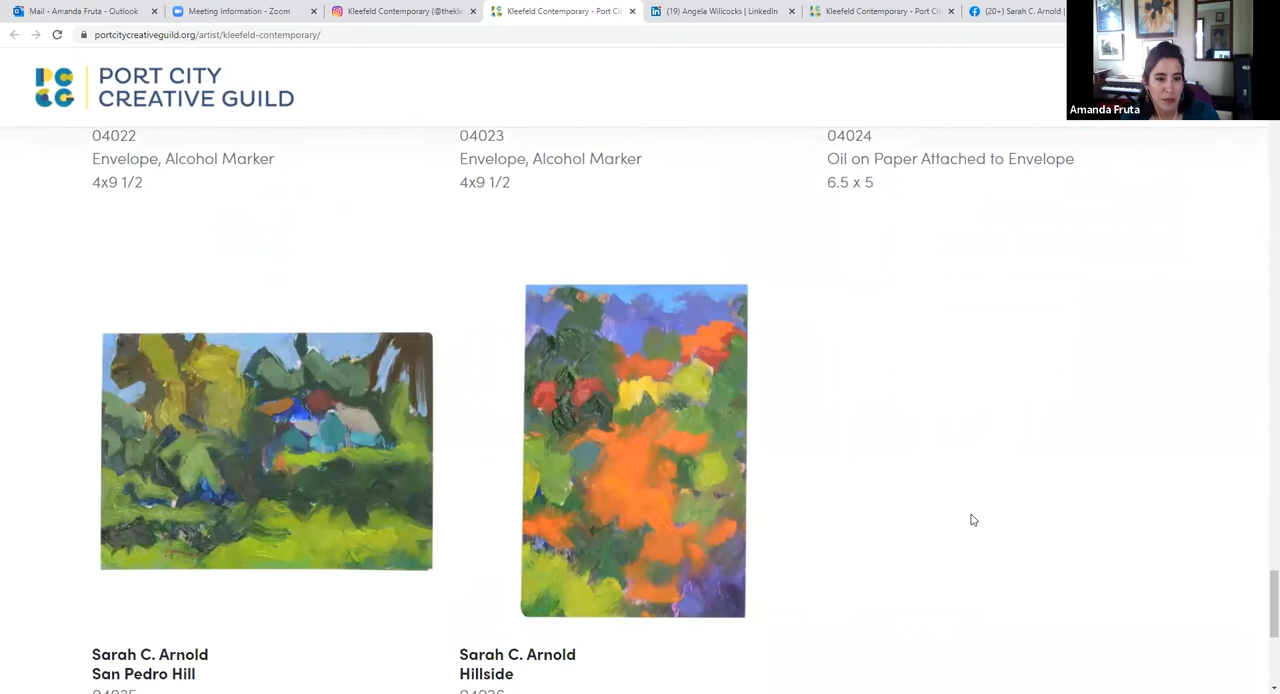 Mail - Amanda Fruta - Outlook
Meeting Information - Zoom
Kleefeld Contemporary (@thekle
Kleefeld Contemporary - Port Cit
(19) Angela Willcocks | LinkedIn
Kleefeld Contemporary - Port Cit
(20+) Sarah C. Arnold |
portcitycreativeguild.org/artist/kleefeld-contemporary/
PORT CITY
CREATIVE GUILD
Amanda Fruta
04022
Envelope, Alcohol Marker
4x9 1/2
04023
Envelope, Alcohol Marker
4x9 1/2
04024
Oil on Paper Attached to Envelope
6.5 x 5
Sarah C. Arnold
San Pedro Hill
04025
Sarah C. Arnold
Hillside
04026